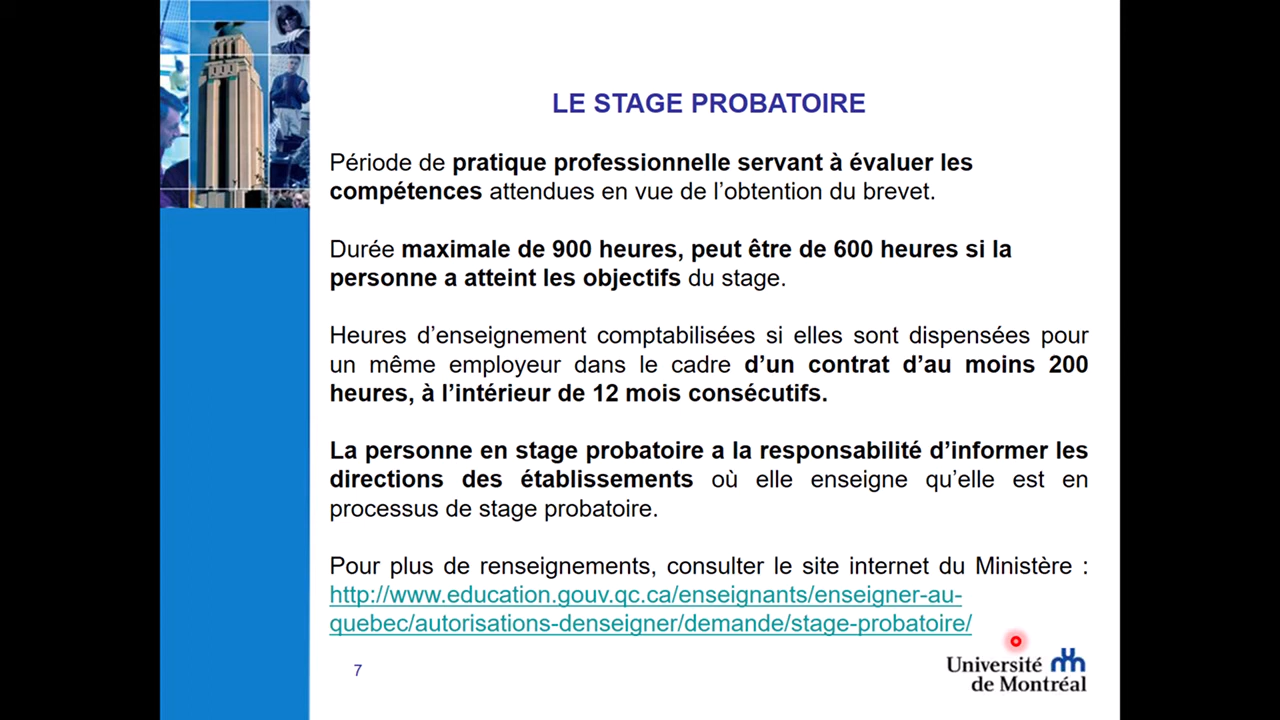 LE STAGE PROBATOIRE
Période de pratique professionnelle servant à évaluer les
compétences attendues en vue de l’obtention du brevet.
Durée maximale de 900 heures, peut être de 600 heures si la
personne a atteint les objectifs du stage.
Heures d’enseignement comptabilisées si elles sont dispensées pour
un même employeur dans le cadre d’un contrat d’au moins 200
heures, à l’intérieur de 12 mois consécutifs.
La personne en stage probatoire a la responsabilité d’informer les
directions des établissements où elle enseigne qu’elle est en
processus de stage probatoire.
Pour plus de renseignements, consulter le site internet du Ministère :
http://www.education.gouv.qc.ca/enseignants/enseigner-au-
quebec/autorisations-denseigner/demande/stage-probatoire/
7
Université
de Montréal